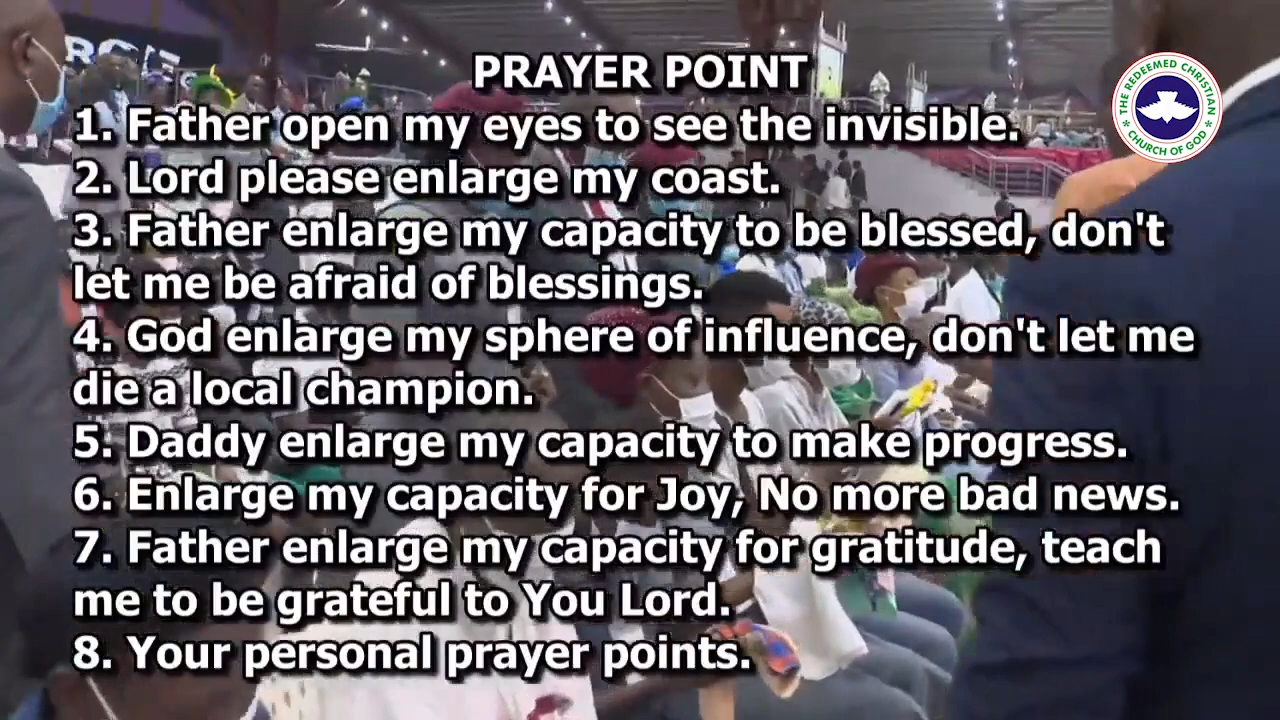 PRAYER POINT
1. Father open my eyes to see the invisible.
2. Lord please enlarge my coast.
3. Father enlarge my capacity to be blessed, don't
let me be afraid of blessings.
4. God enlarge my sphere of influence, don't let me
die a local champion.
5. Daddy enlarge my capacity to make progress.
6. Enlarge my capacity for Joy, No more bad news.
7. Father enlarge my capacity for gratitude, teach
me to be grateful to You Lord.
8. Your personal prayer points.
THE REDEEMED CHRISTIAN
CHURCH OF GOD